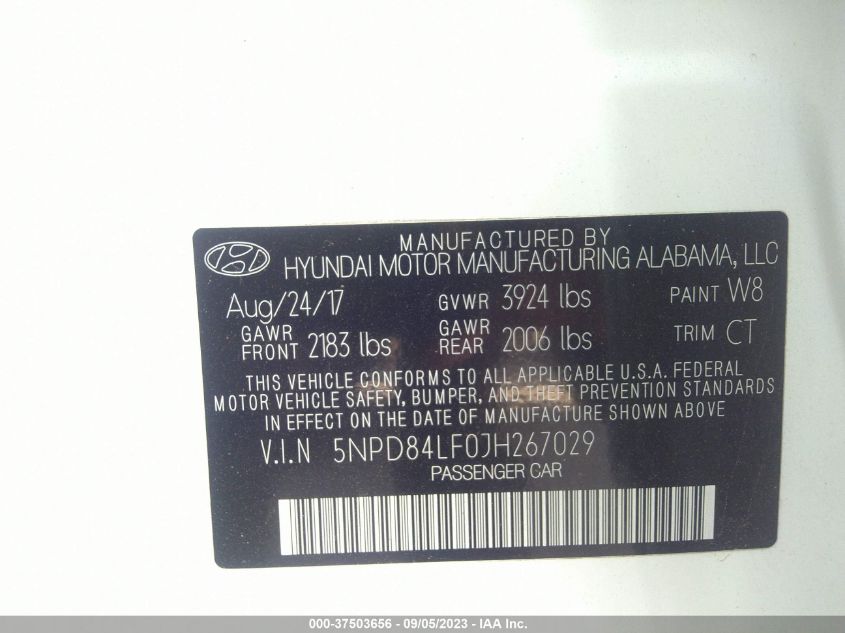 MANUFACTURED BY
HYUNDAI MOTOR MANUFACTURING ALABAMA, LLC
Aug/24/17 GVWR 3924 lbs PAINT W8
GAWR FRONT 2183 lbs GAWR REAR 2006 lbs TRIM CT
THIS VEHICLE CONFORMS TO ALL APPLICABLE U.S.A. FEDERAL
MOTOR VEHICLE SAFETY, BUMPER, AND THEFT PREVENTION STANDARDS
IN EFFECT ON THE DATE OF MANUFACTURE SHOWN ABOVE
V.I.N 5NPD84LF0JH267029
PASSENGER CAR
000-37503656 - 09/05/2023 - IAA Inc.